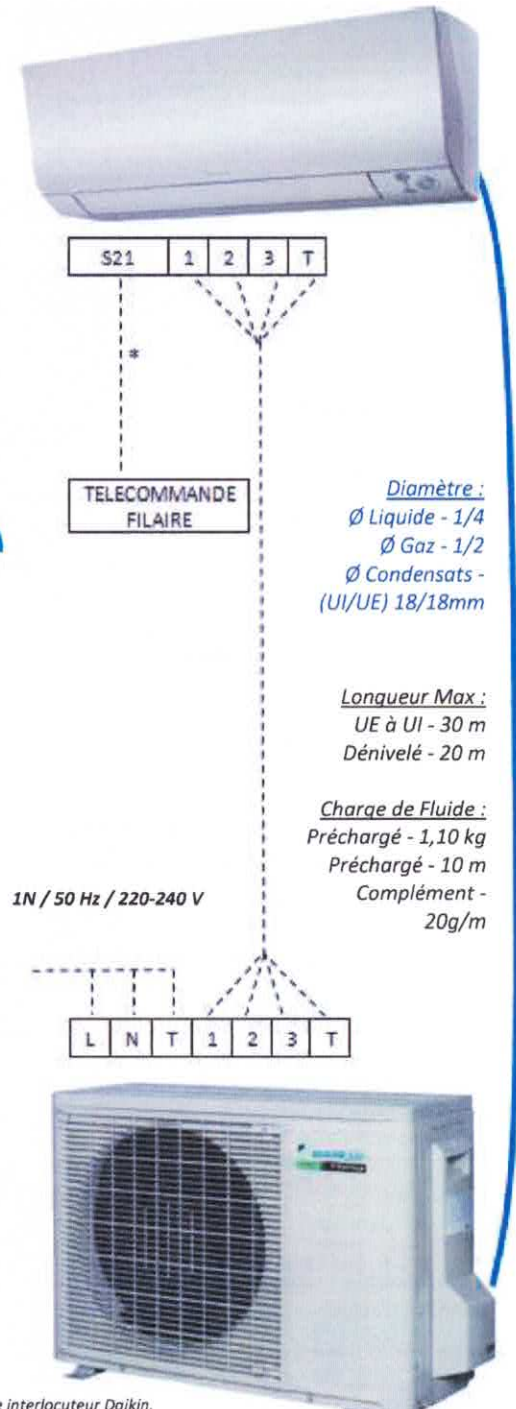 S21 1 2 3 T
*
TELECOMMANDE
FILAIRE
Diamètre :
Ø Liquide - 1/4
Ø Gaz - 1/2
Ø Condensats -
(UI/UE) 18/18mm
Longueur Max :
UE à UI - 30 m
Dénivelé - 20 m
Charge de Fluide :
Préchargé - 1,10 kg
Préchargé - 10 m
Complément -
20g/m
1N / 50 Hz / 220-240 V
L N T 1 2 3 T
DAIKIN
interlocuteur Daikin.